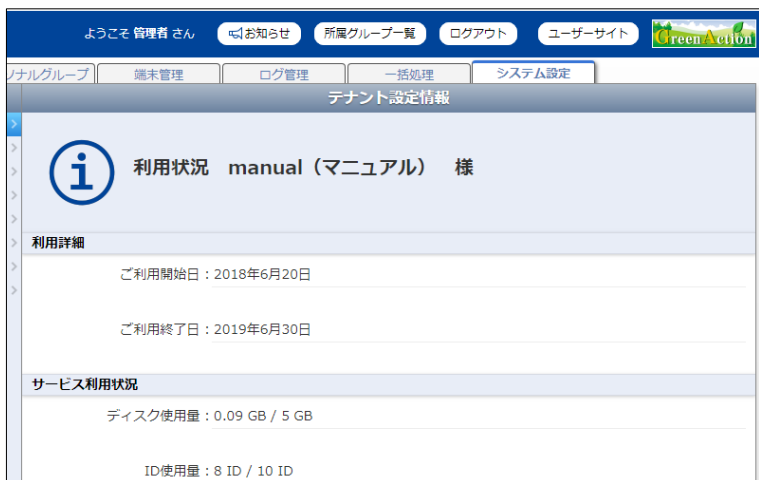 ようこそ 管理者 さん お知らせ 所属グループ一覧 ログアウト ユーザーサイト GreenAction
ソナルグループ 端末管理 ログ管理 一括処理 システム設定
テナント設定情報
利用状況 manual（マニュアル） 様
利用詳細
ご利用開始日：2018年6月20日
ご利用終了日：2019年6月30日
サービス利用状況
ディスク使用量：0.09 GB / 5 GB
ID使用量：8 ID / 10 ID